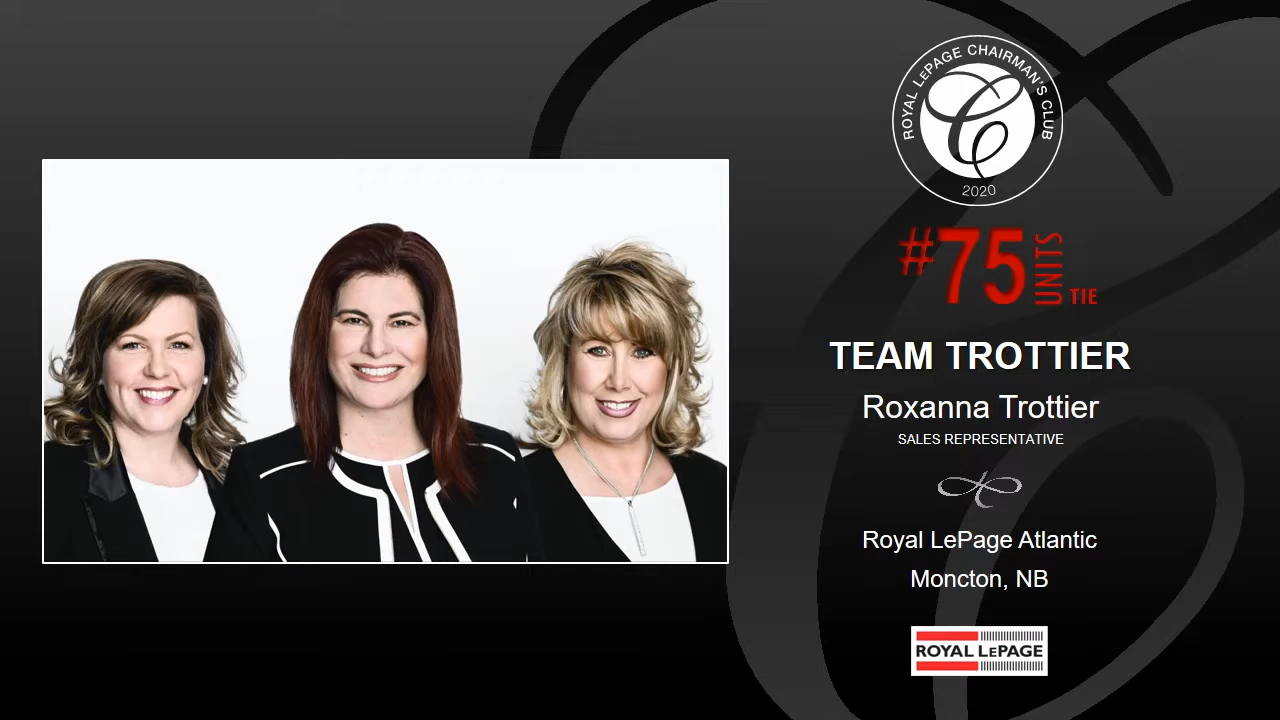 ROYAL LEPAGE CHAIRMAN'S CLUB
2020
#75 UNITS TIE
TEAM TROTTIER
Roxanna Trottier
SALES REPRESENTATIVE
Royal LePage Atlantic
Moncton, NB
ROYAL LEPAGE